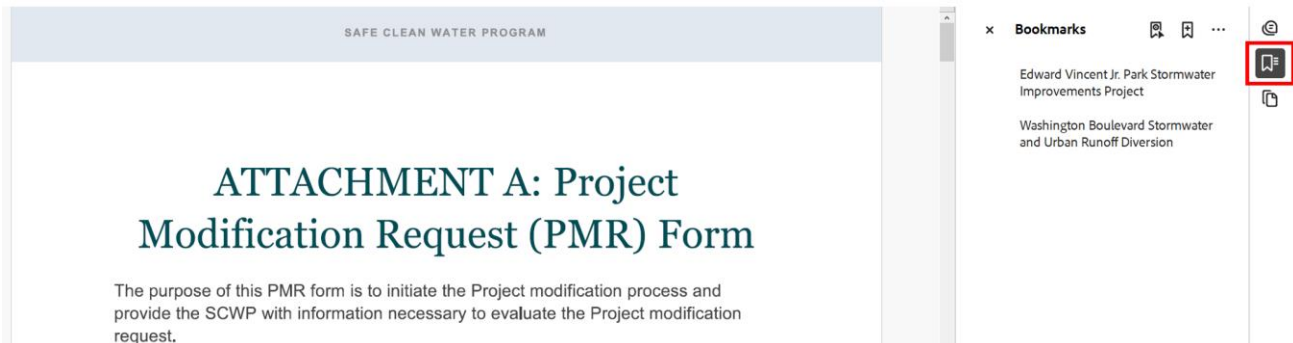 SAFE CLEAN WATER PROGRAM
ATTACHMENT A: Project
Modification Request (PMR) Form
The purpose of this PMR form is to initiate the Project modification process and
provide the SCWP with information necessary to evaluate the Project modification
request.
Bookmarks
Edward Vincent Jr. Park Stormwater
Improvements Project
Washington Boulevard Stormwater
and Urban Runoff Diversion